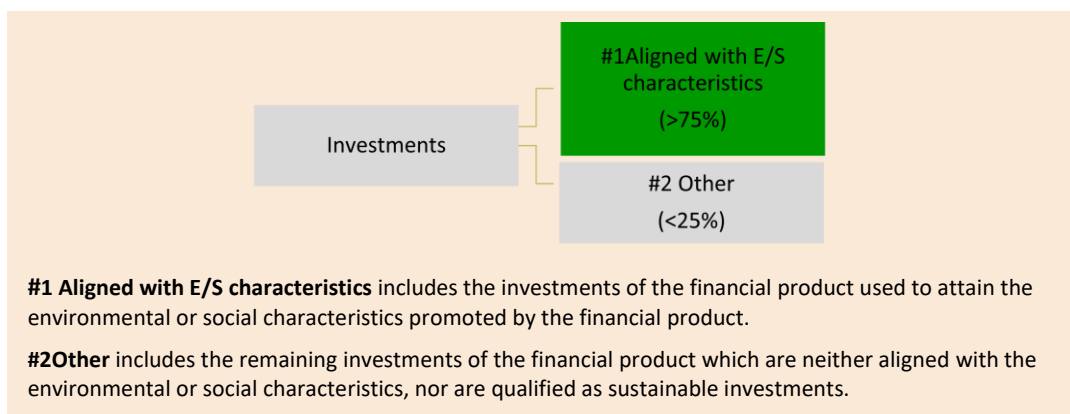 #1Aligned with E/S
characteristics
(>75%)
Investments
#2 Other
(<25%)
#1 Aligned with E/S characteristics includes the investments of the financial product used to attain the
environmental or social characteristics promoted by the financial product.
#2Other includes the remaining investments of the financial product which are neither aligned with the
environmental or social characteristics, nor are qualified as sustainable investments.